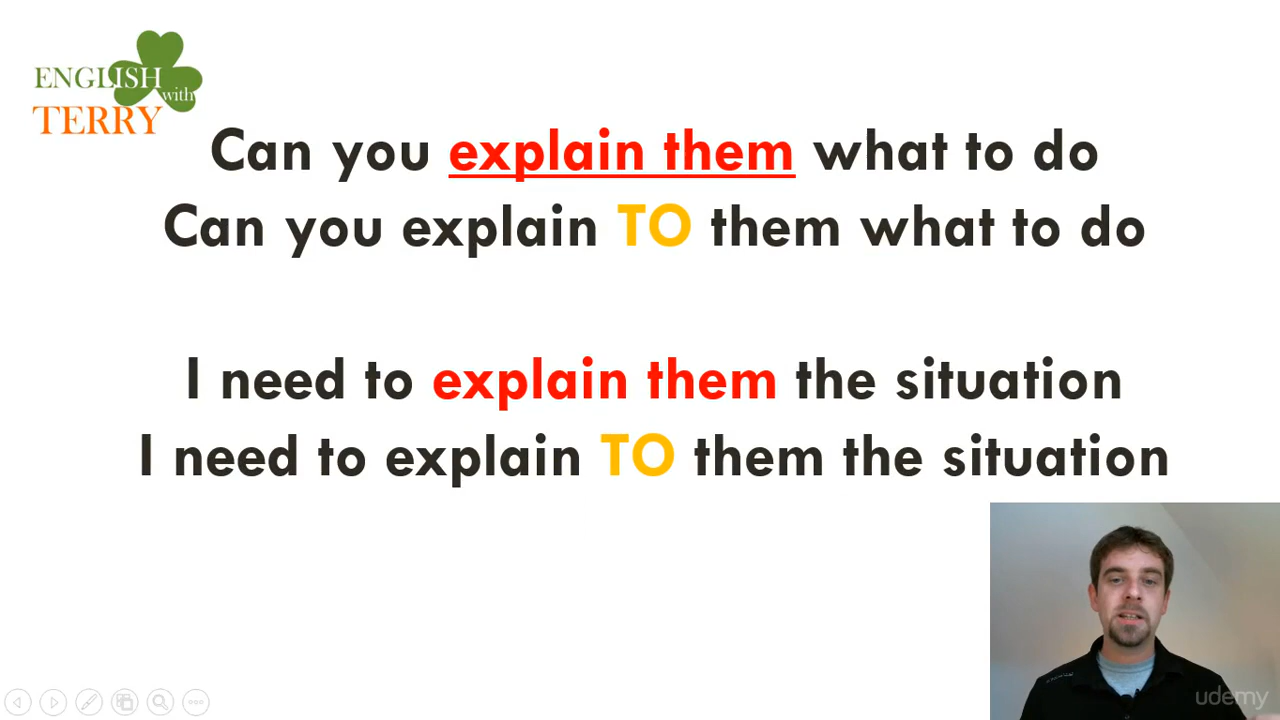 ENGLISH
with
TERRY
Can you explain them what to do
Can you explain TO them what to do
I need to explain them the situation
I need to explain TO them the situation
udemy